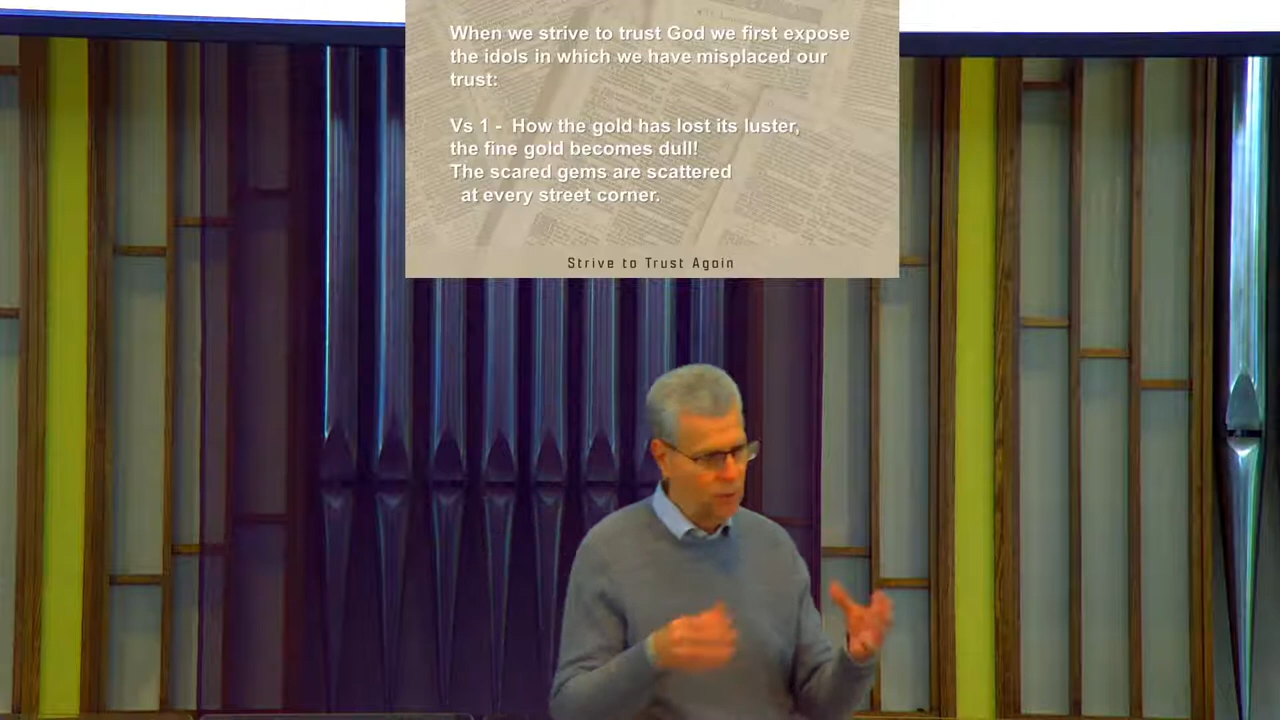 When we strive to trust God we first expose
the idols in which we have misplaced our
trust:
Vs 1 - How the gold has lost its luster,
the fine gold becomes dull!
The scared gems are scattered
at every street corner.
Strive to Trust Again